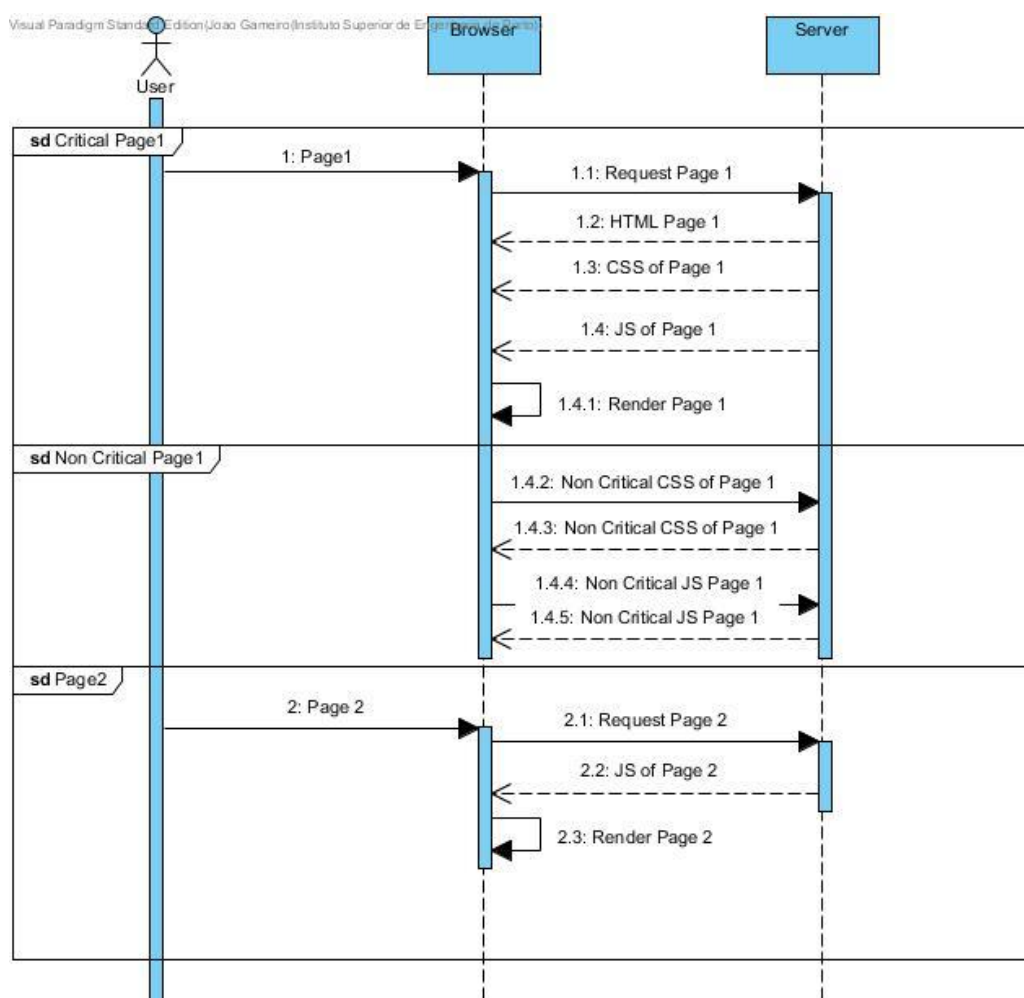 Visual Paradigm Standard Edition(Joao Gameiro(Instituto Superior de Engenharia do Porto))
Browser
Server
User
sd Critical Page1
1: Page1
1.1: Request Page 1
1.2: HTML Page 1
1.3: CSS of Page 1
1.4: JS of Page 1
1.4.1: Render Page 1
sd Non Critical Page1
1.4.2: Non Critical CSS of Page 1
1.4.3: Non Critical CSS of Page 1
1.4.4: Non Critical JS Page 1
1.4.5: Non Critical JS Page 1
sd Page2
2: Page 2
2.1: Request Page 2
2.2: JS of Page 2
2.3: Render Page 2